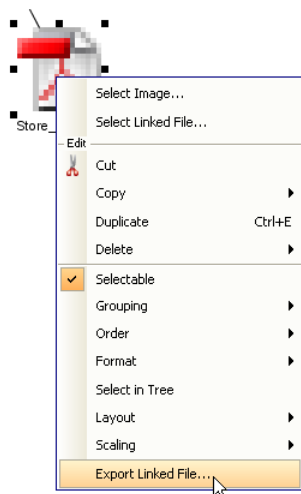 Select Image...
Select Linked File...
Store_
Edit
Cut
Copy
Duplicate Ctrl+E
Delete
Selectable
Grouping
Order
Format
Select in Tree
Layout
Scaling
Export Linked File...